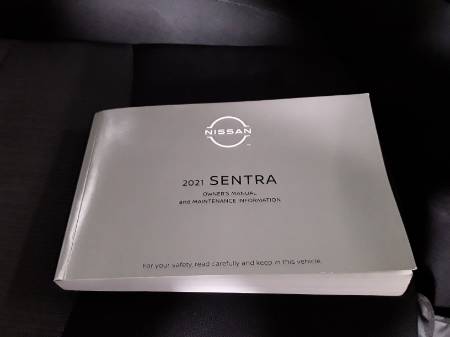 NISSAN
2021 SENTRA
OWNER'S MANUAL
and MAINTENANCE INFORMATION
For your safety, read carefully and keep in this vehicle.